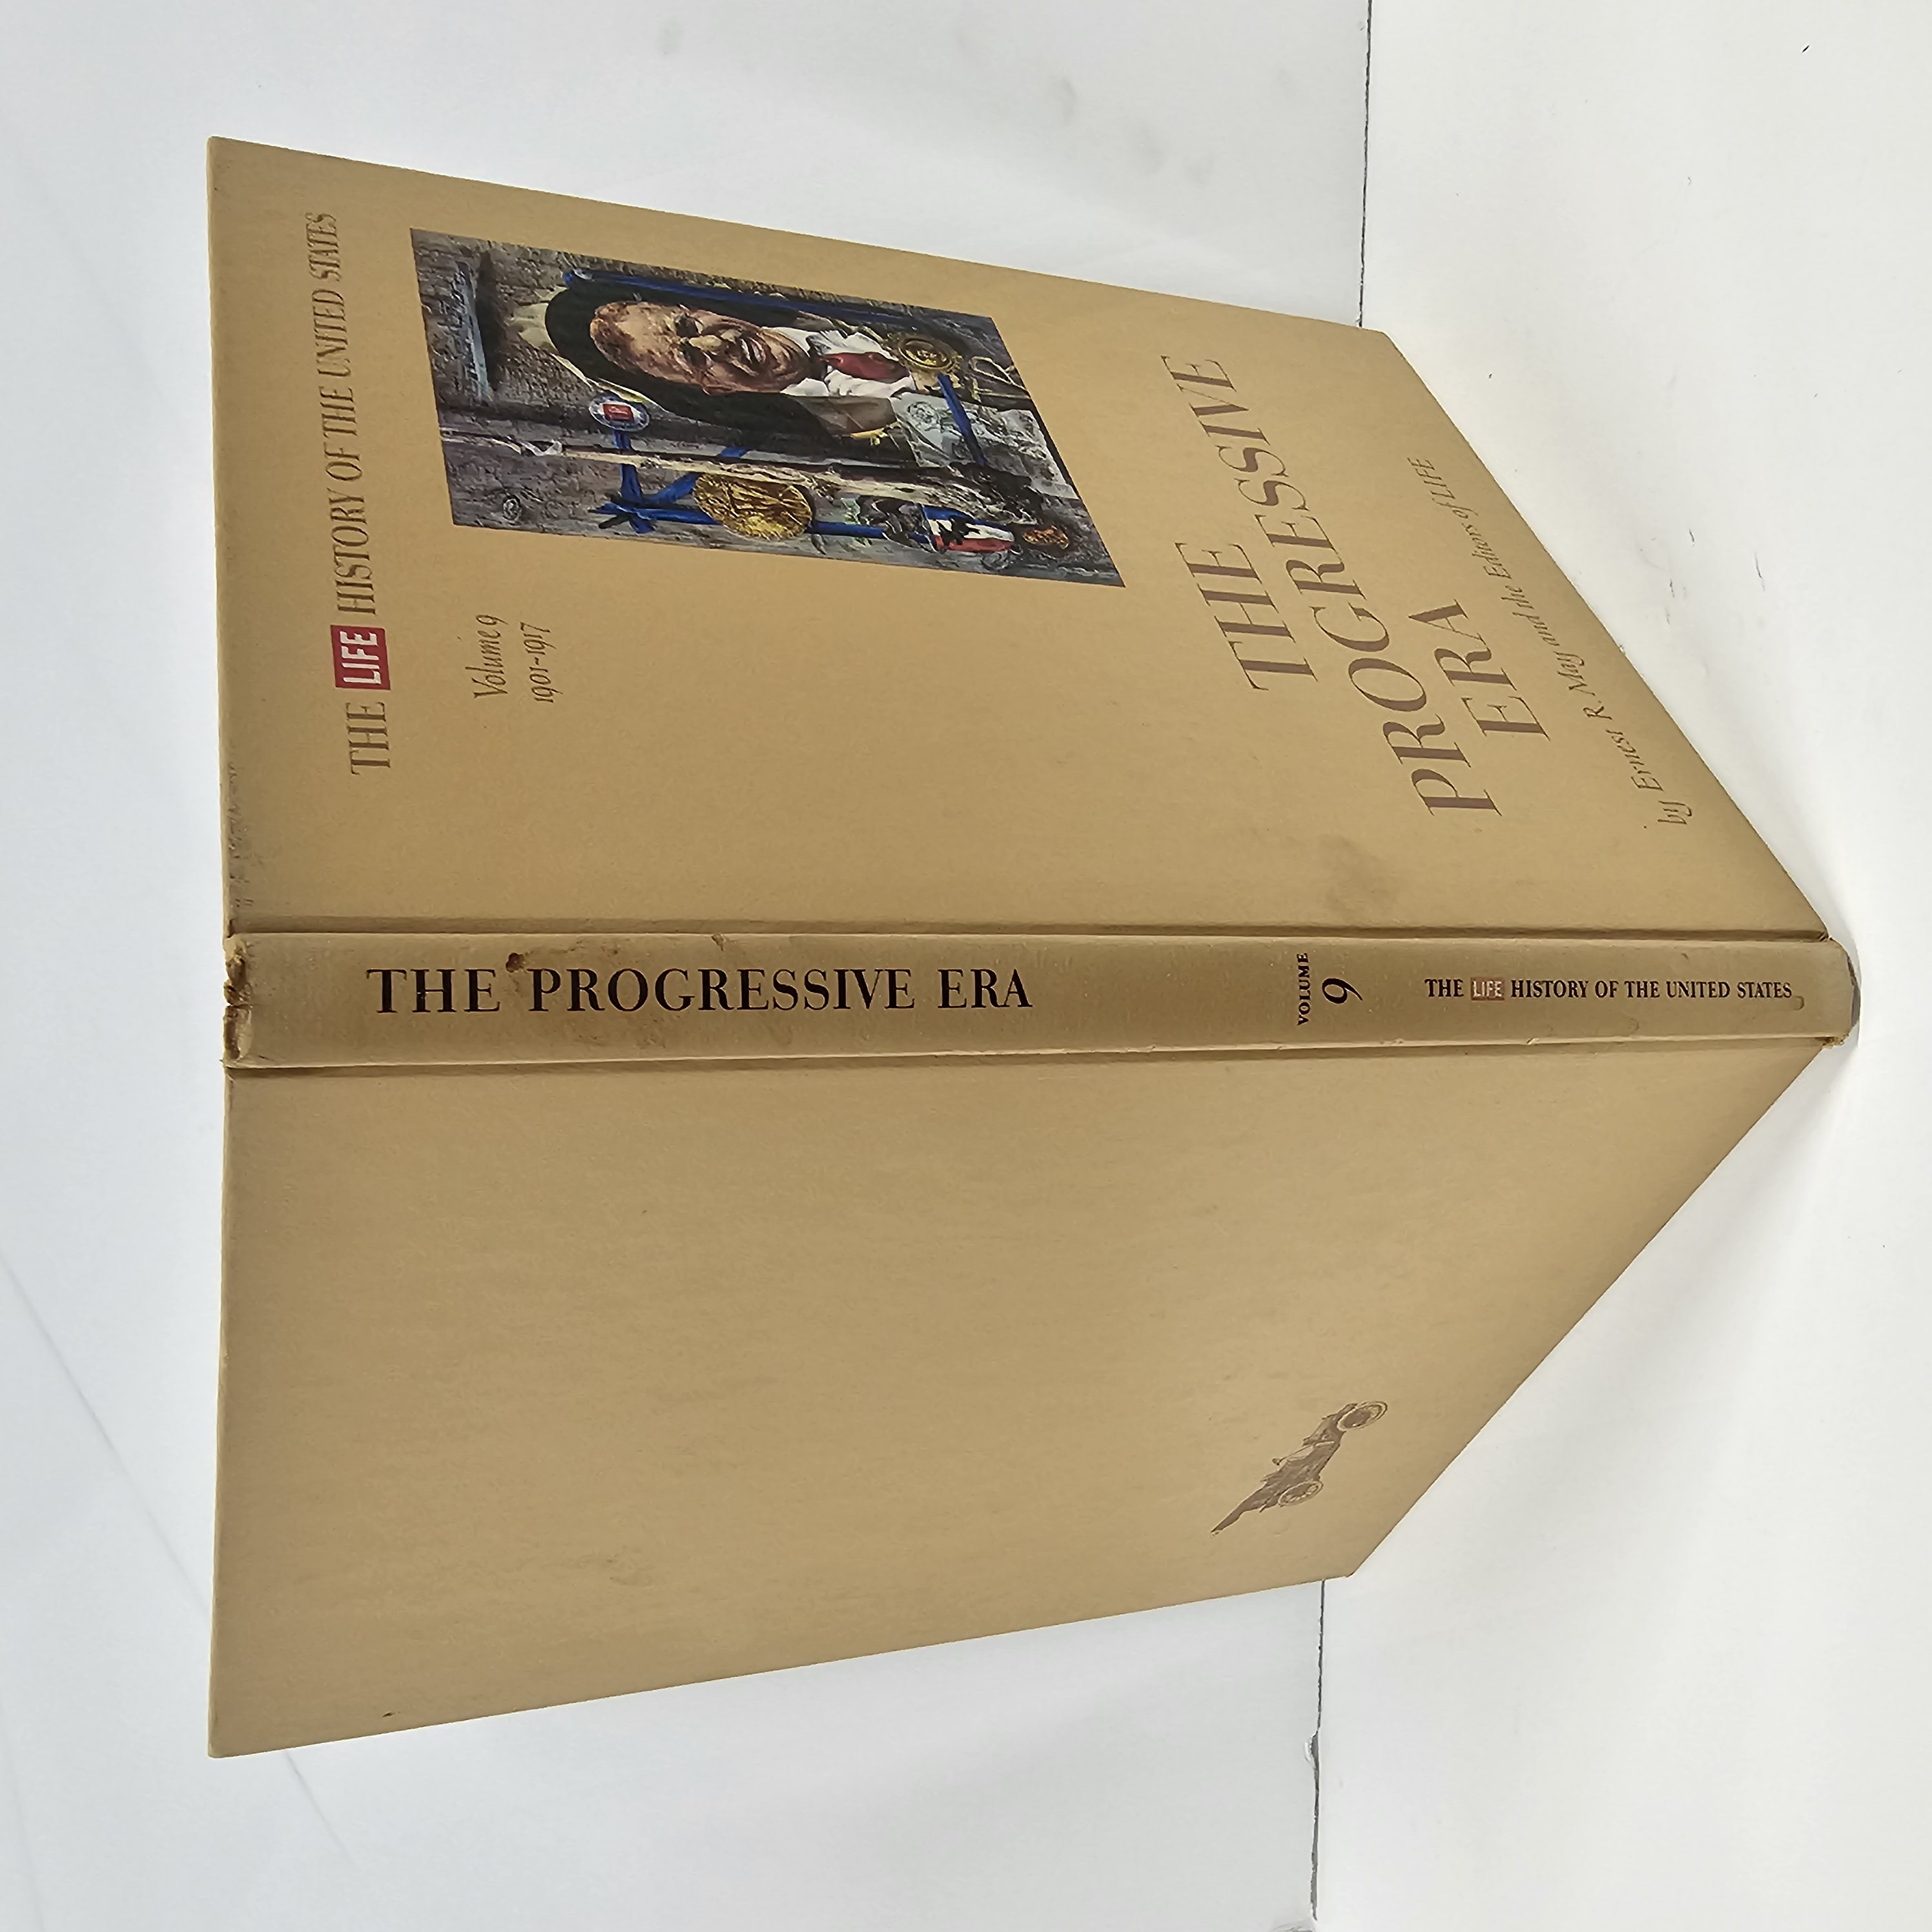 THE PROGRESSIVE ERA
VOLUME
9
THE LIFE HISTORY OF THE UNITED STATES
THE LIFE HISTORY OF THE UNITED STATES
Volume 9
1901~1917
THE
PROGRESSIVE
ERA
by Ernest R. May and the Editors of LIFE